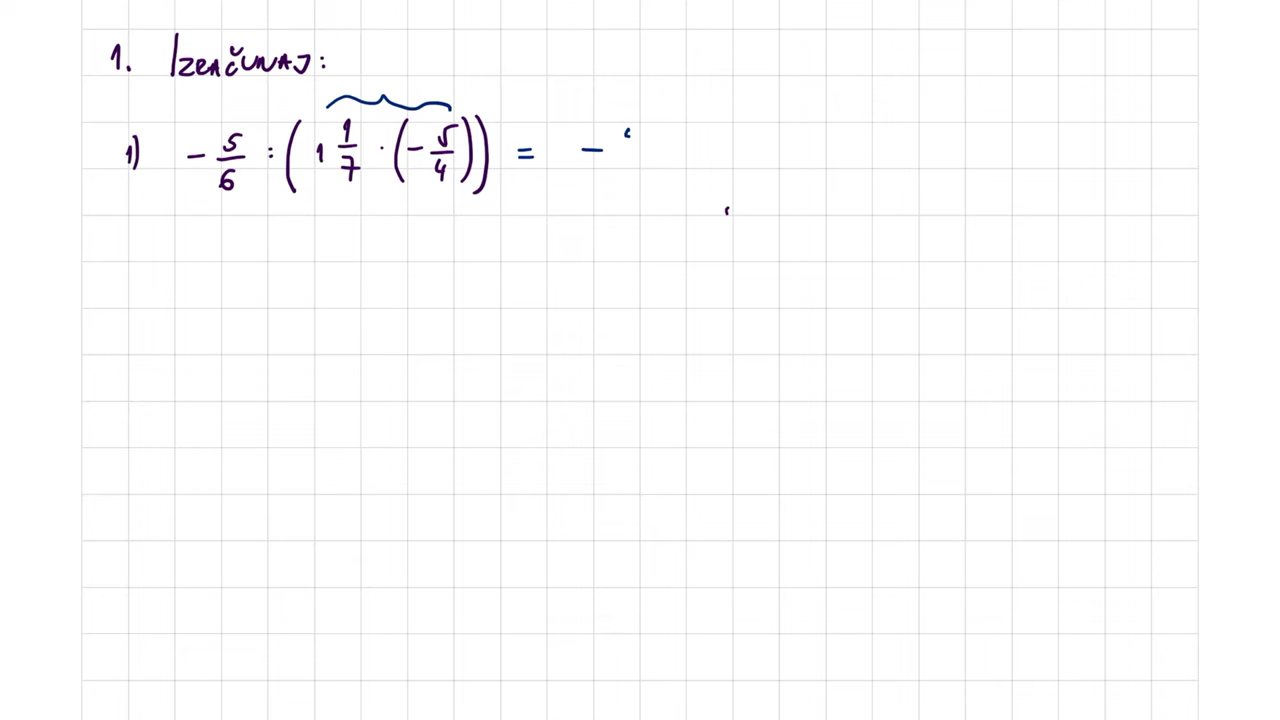 1. IZRAČUNAJ:
1) - 5/6 : (1 1/7 · (- 5/4)) = -